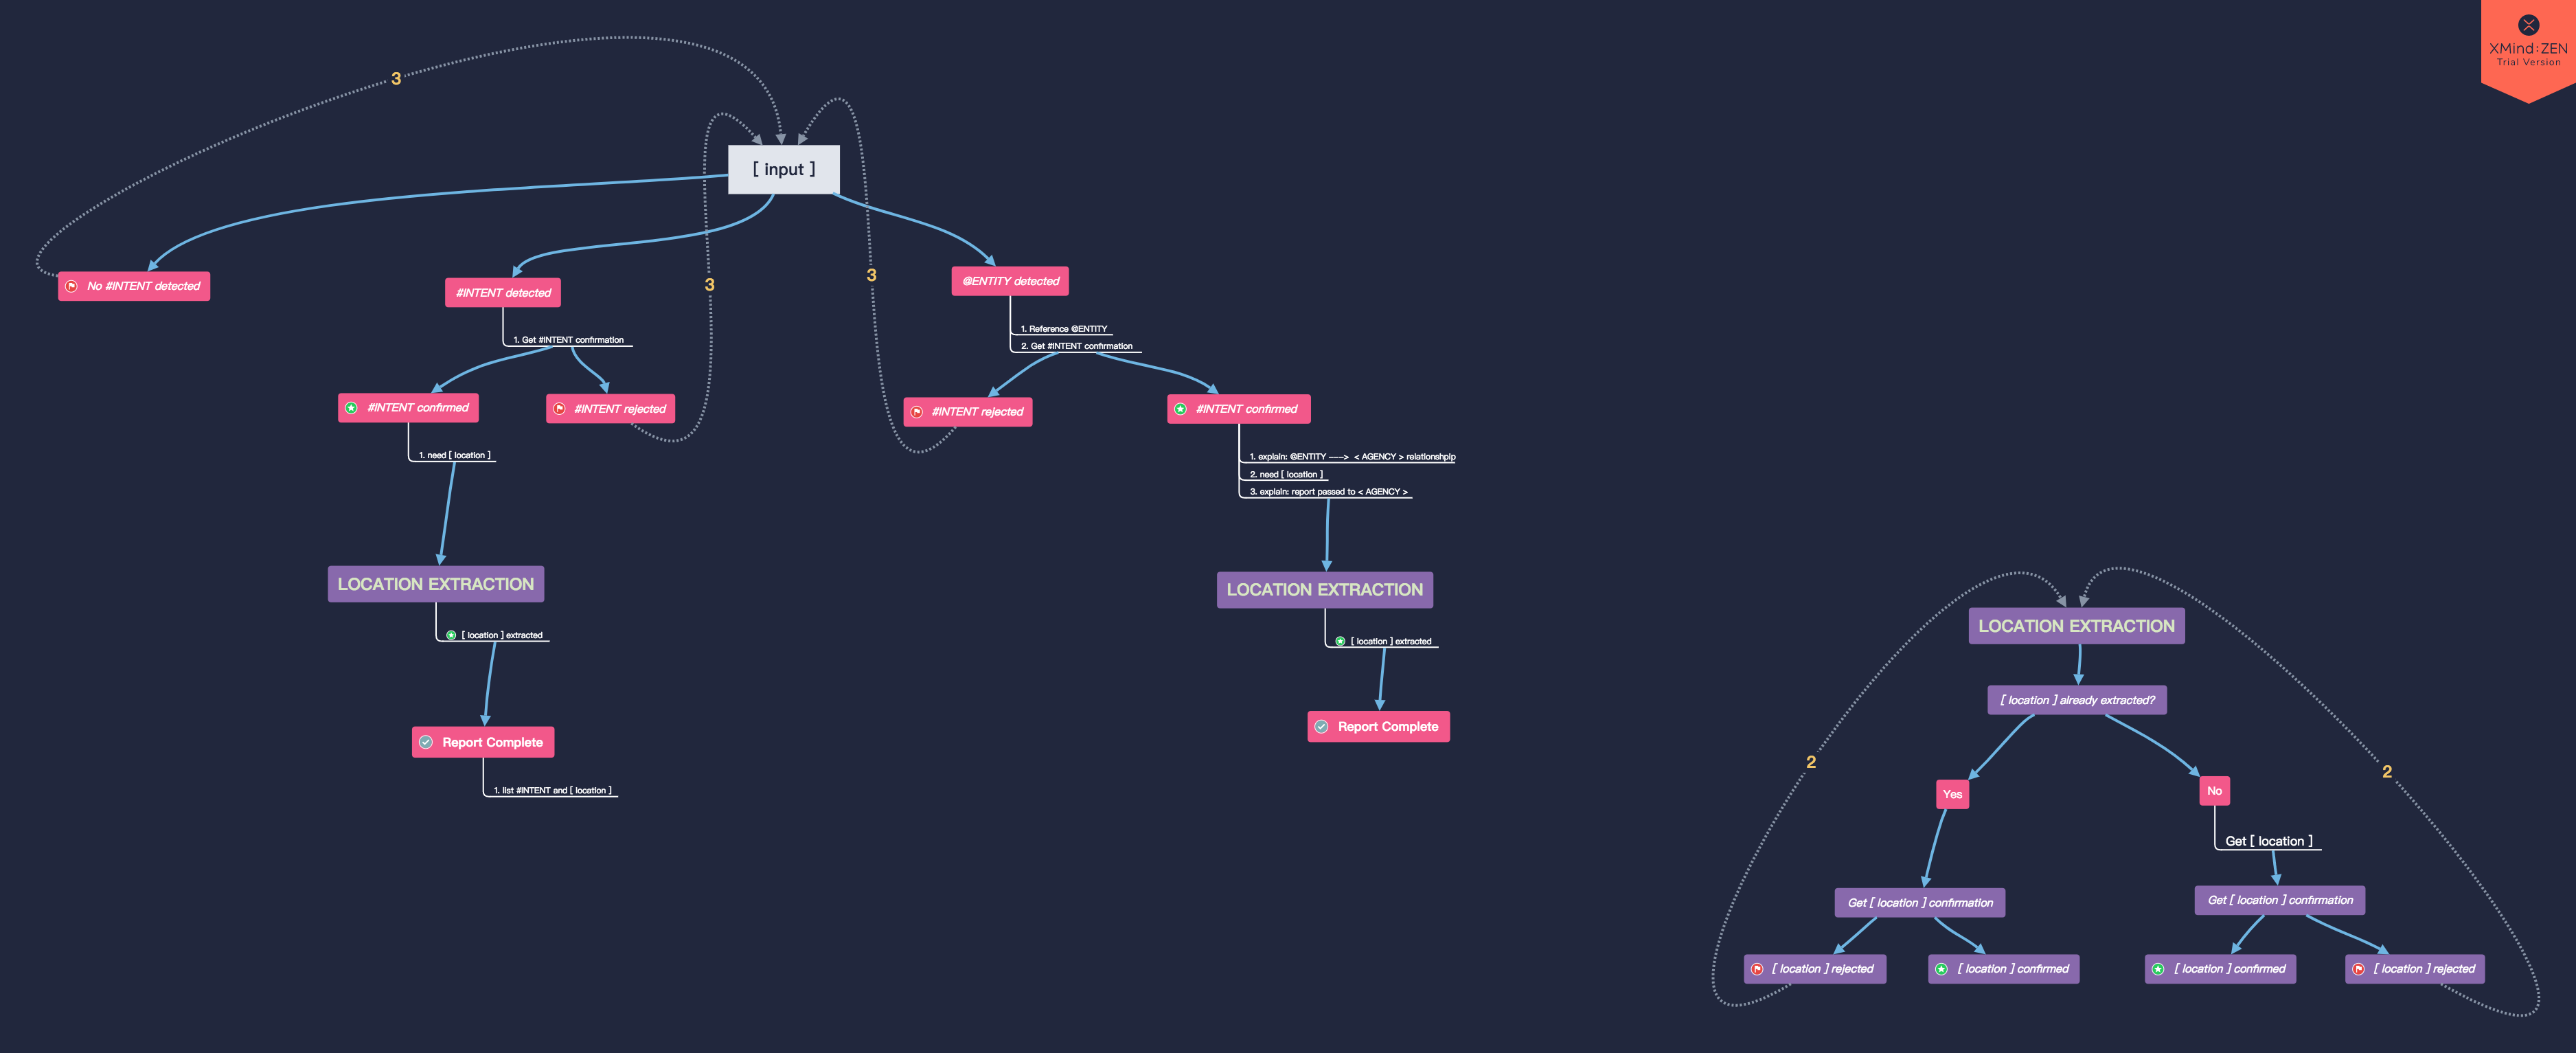 XMind:ZEN
Trial Version
3
[ input ]
3
3
No #INTENT detected
#INTENT detected
1. Get #INTENT confirmation
#INTENT confirmed
#INTENT rejected
1. need [ location ]
LOCATION EXTRACTION
[ location ] extracted
Report Complete
1. list #INTENT and [ location ]
@ENTITY detected
1. Reference @ENTITY
2. Get #INTENT confirmation
#INTENT rejected
#INTENT confirmed
1. explain: @ENTITY ---> < AGENCY > relationshpip
2. need [ location ]
3. explain: report passed to < AGENCY >
LOCATION EXTRACTION
[ location ] extracted
Report Complete
LOCATION EXTRACTION
[ location ] already extracted?
2
2
Yes
No
Get [ location ]
Get [ location ] confirmation
Get [ location ] confirmation
[ location ] rejected
[ location ] confirmed
[ location ] confirmed
[ location ] rejected